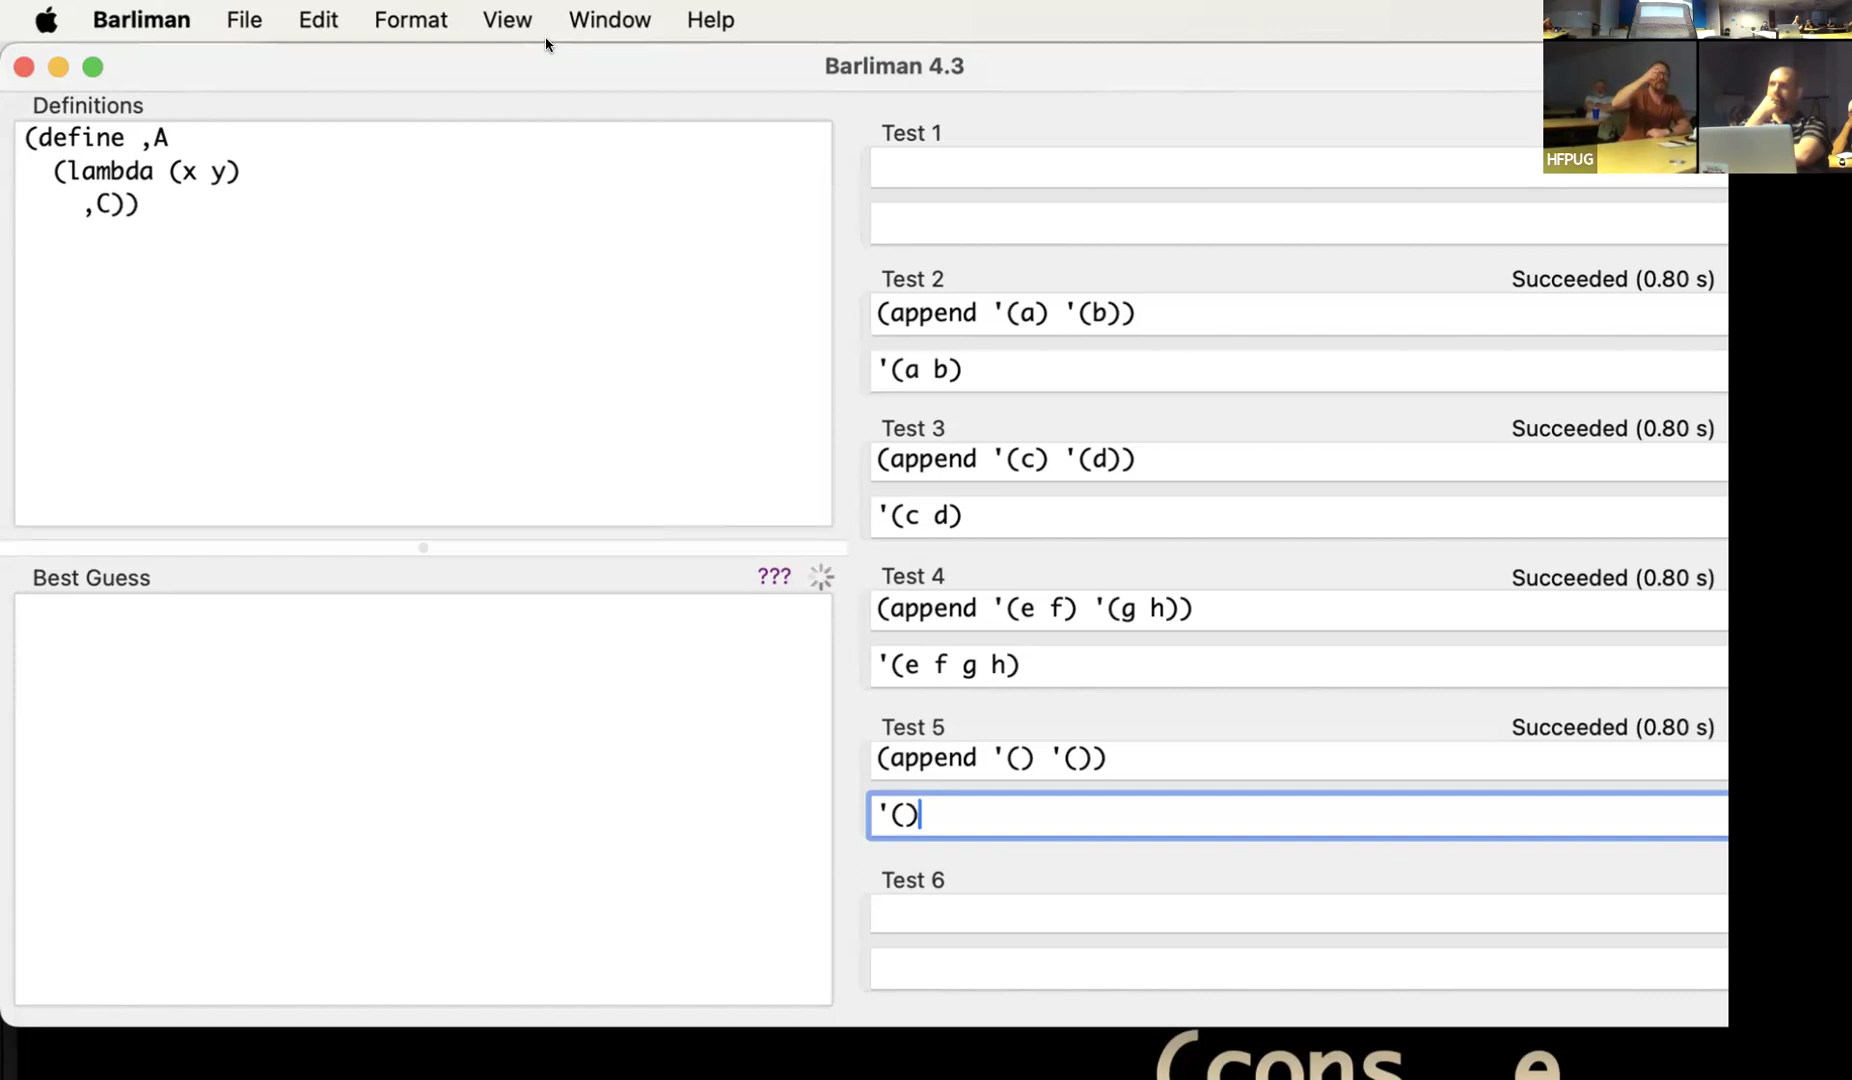 Barliman File Edit Format View Window Help
Barliman 4.3
Definitions
(define ,A
(lambda (x y)
,C))
Best Guess
???
Test 1
Test 2
Succeeded (0.80 s)
(append '(a) '(b))
'(a b)
Test 3
Succeeded (0.80 s)
(append '(c) '(d))
'(c d)
Test 4
Succeeded (0.80 s)
(append '(e f) '(g h))
'(e f g h)
Test 5
Succeeded (0.80 s)
(append '() '())
'()
Test 6
HFPUG
(cons e